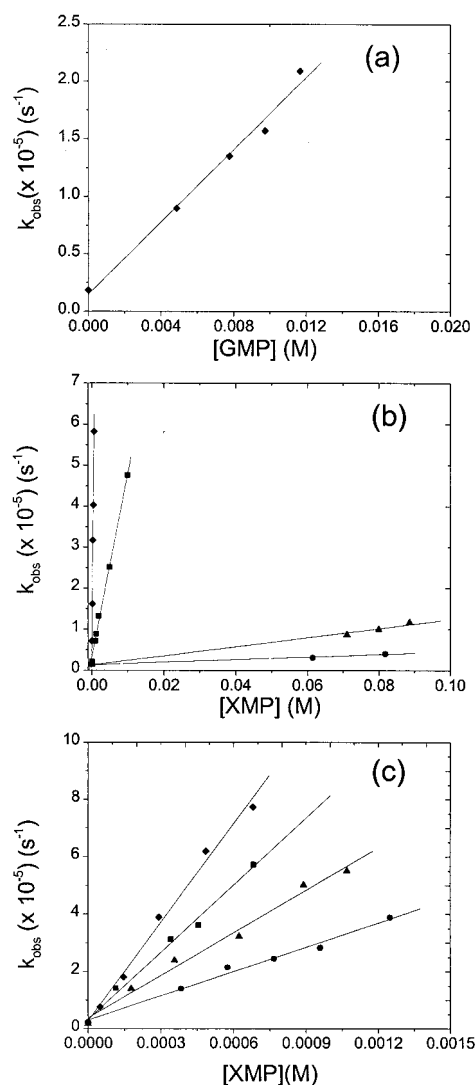 (a)
2.5
2.0
1.5
1.0
0.5
0.0
k_obs(x 10^-5) (s^-1)
0.000 0.004 0.008 0.012 0.016 0.020
[GMP] (M)
(b)
7
6
5
4
3
2
1
0
k_obs (x 10^-5) (s^-1)
0.00 0.02 0.04 0.06 0.08 0.10
[XMP] (M)
(c)
10
8
6
4
2
0
k_obs (x 10^-5) (s^-1)
0.0000 0.0003 0.0006 0.0009 0.0012 0.0015
[XMP](M)